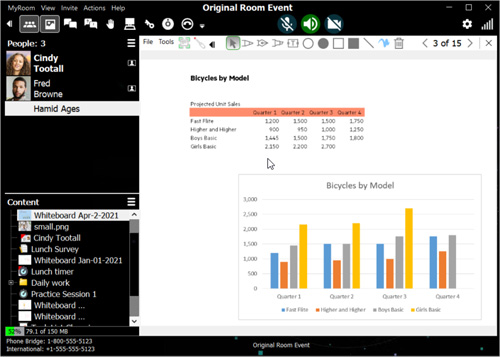 MyRoom View Invite Actions Help
Original Room Event
People: 3
Cindy
Tootall
Fred
Browne
Hamid Ages
Content
Whiteboard Apr-2-2021
small.png
Cindy Tootall
Lunch Survey
Whiteboard Jan-01-2021
Lunch timer
Daily work
Practice Session 1
Whiteboard ...
Whiteboard ...
52% 79.1 of 150 MB
File Tools
3 of 15
Bicycles by Model
Projected Unit Sales
Quarter 1 Quarter 2 Quarter 3 Quarter 4
Fast Flite 1,200 1,500 1,500 1,750
Higher and Higher 900 950 1,000 1,250
Boys Basic 1,445 1,500 1,750 1,800
Girls Basic 2,150 2,200 2,700
Bicycles by Model
3,000
2,500
2,000
1,500
1,000
500
0
Quarter 1 Quarter 2 Quarter 3 Quarter 4
Fast Flite Higher and Higher Boys Basic Girls Basic
Phone Bridge: 1-800-555-5123
International: +1-555-555-5123
Original Room Event